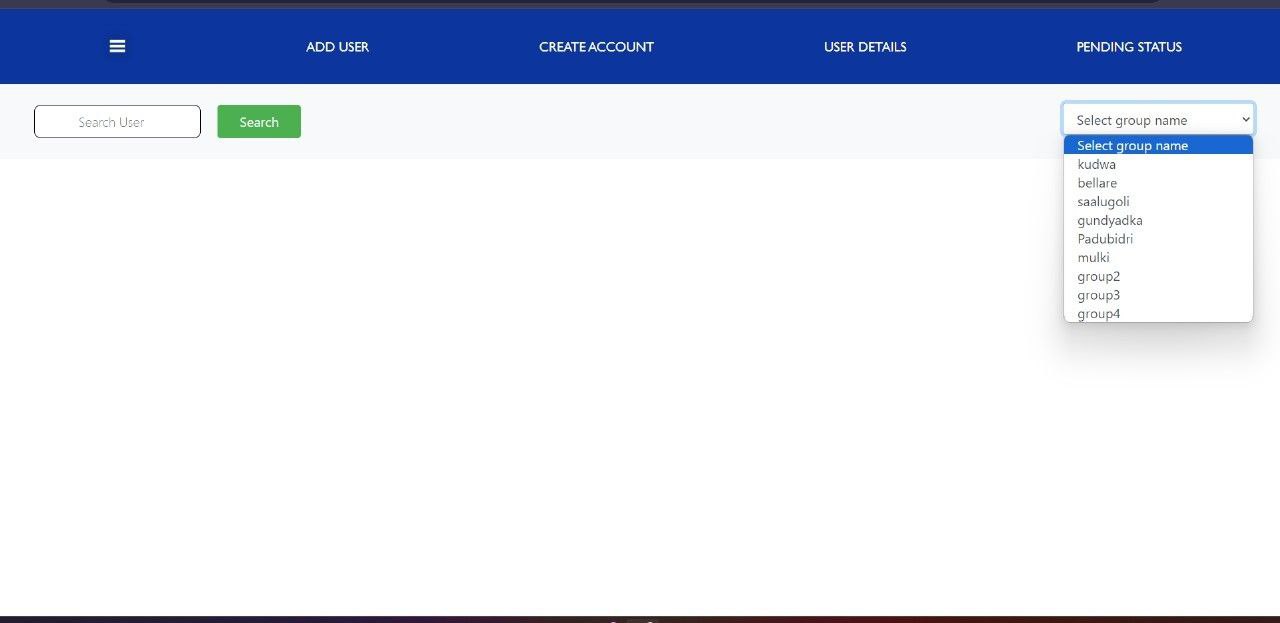 ADD USER
CREATE ACCOUNT
USER DETAILS
PENDING STATUS
Search User
Search
Select group name
Select group name
kudwa
bellare
saalugoli
gundyadka
Padubidri
mulki
group2
group3
group4